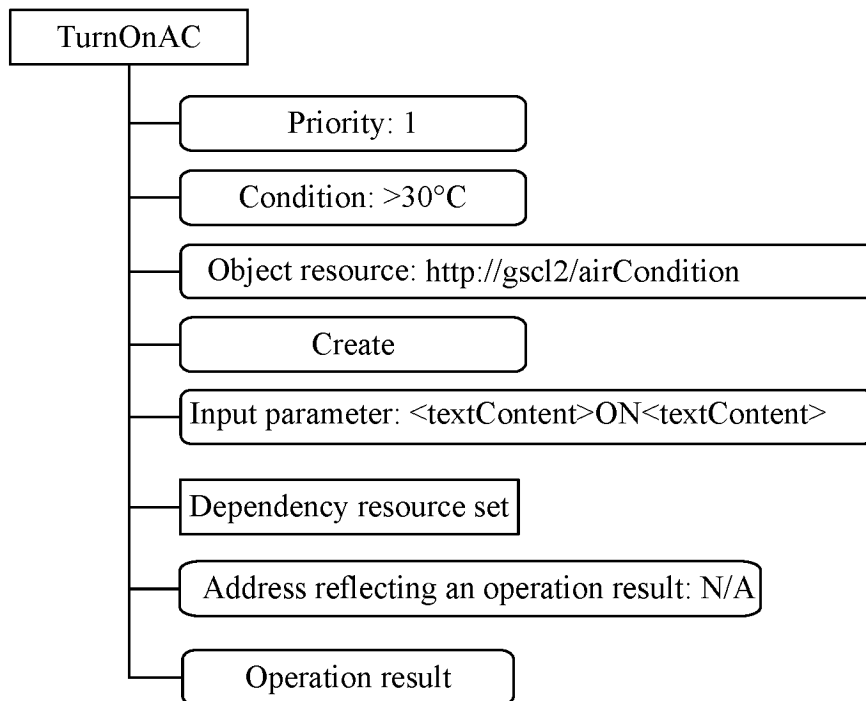 TurnOnAC
Priority: 1
Condition: >30°C
Object resource: http://gscl2/airCondition
Create
Input parameter: <textContent>ON<textContent>
Dependency resource set
Address reflecting an operation result: N/A
Operation result